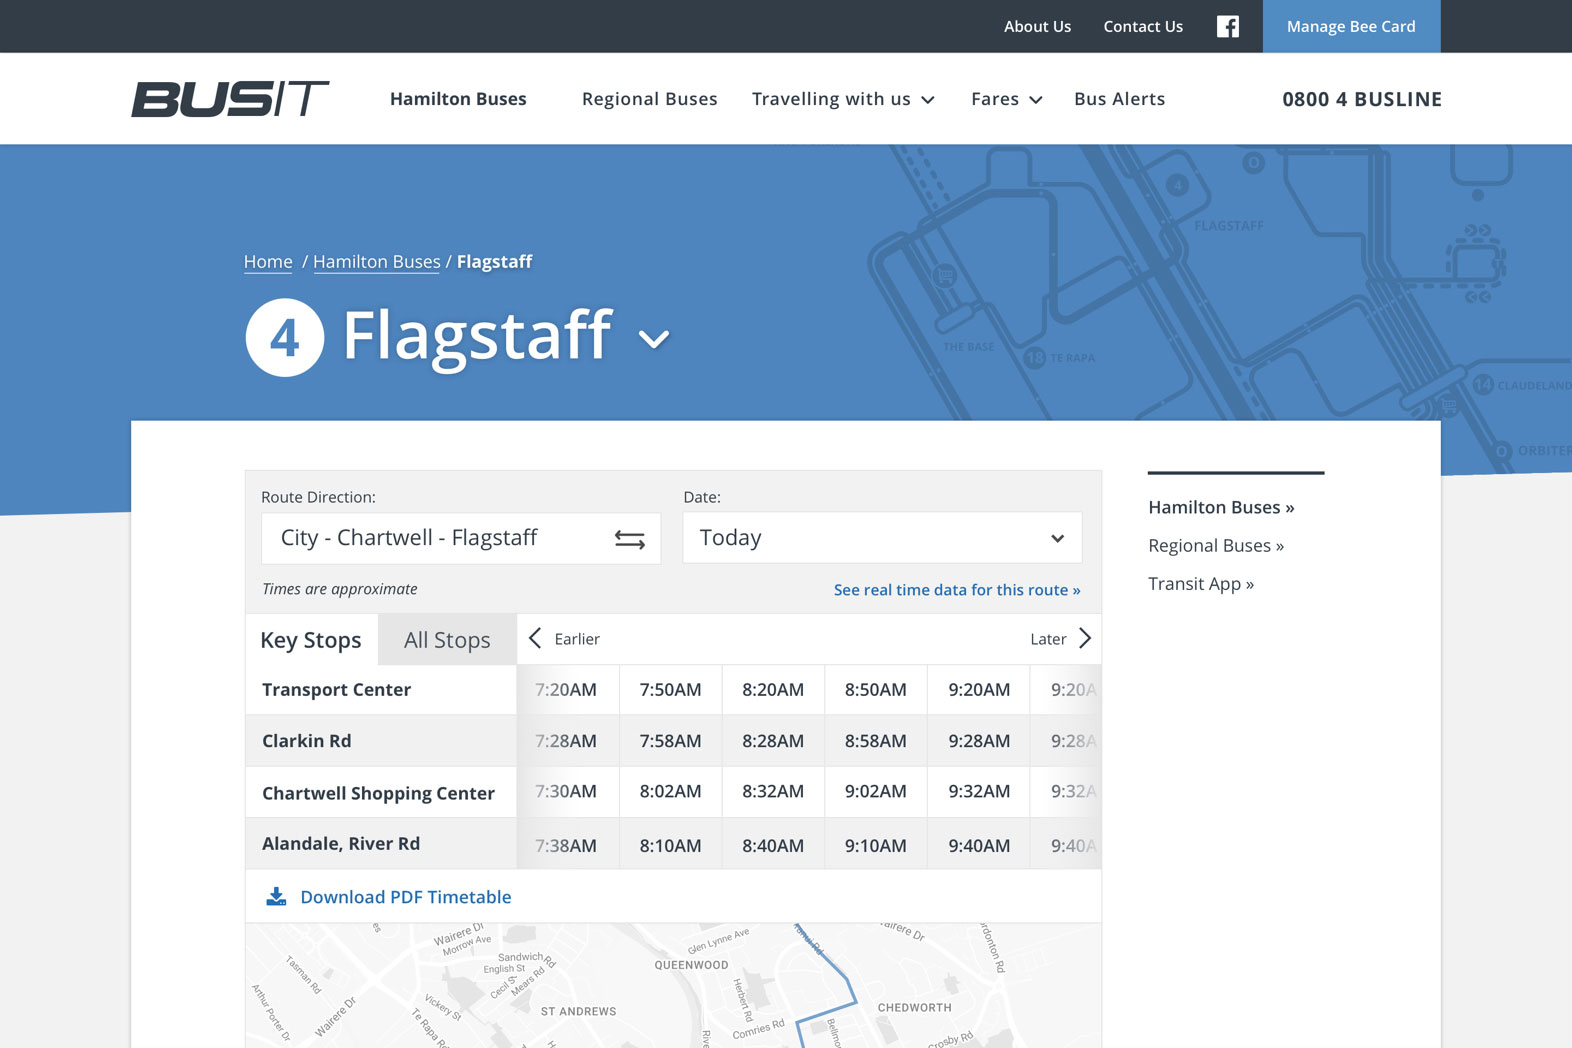 About Us Contact Us Manage Bee Card
BUSIT Hamilton Buses Regional Buses Travelling with us Fares Bus Alerts 0800 4 BUSLINE
4
O
FLAGSTAFF
Home / Hamilton Buses / Flagstaff
4 Flagstaff
THE BASE
18 TE RAPA
14 CLAUDELAND
O ORBITER
Route Direction:
City - Chartwell - Flagstaff
Date:
Today
Times are approximate
See real time data for this route »
Hamilton Buses »
Regional Buses »
Transit App »
Key Stops All Stops Earlier Later
Transport Center 7:20AM 7:50AM 8:20AM 8:50AM 9:20AM 9:20A
Clarkin Rd 7:28AM 7:58AM 8:28AM 8:58AM 9:28AM 9:28A
Chartwell Shopping Center 7:30AM 8:02AM 8:32AM 9:02AM 9:32AM 9:32A
Alandale, River Rd 7:38AM 8:10AM 8:40AM 9:10AM 9:40AM 9:40A
Download PDF Timetable
Wairere Dr
Morrow Ave
Glen Lynne Ave
Sandwich Rd
English St
QUEENWOOD
Tasman Rd
Cecil S
Mears Rd
Herbert Rd
Arthur Porter Dr
Wairere Dr
Vickery St
ST ANDREWS
CHEDWORTH
Te Rapa R
Comries Rd
Crosby Rd